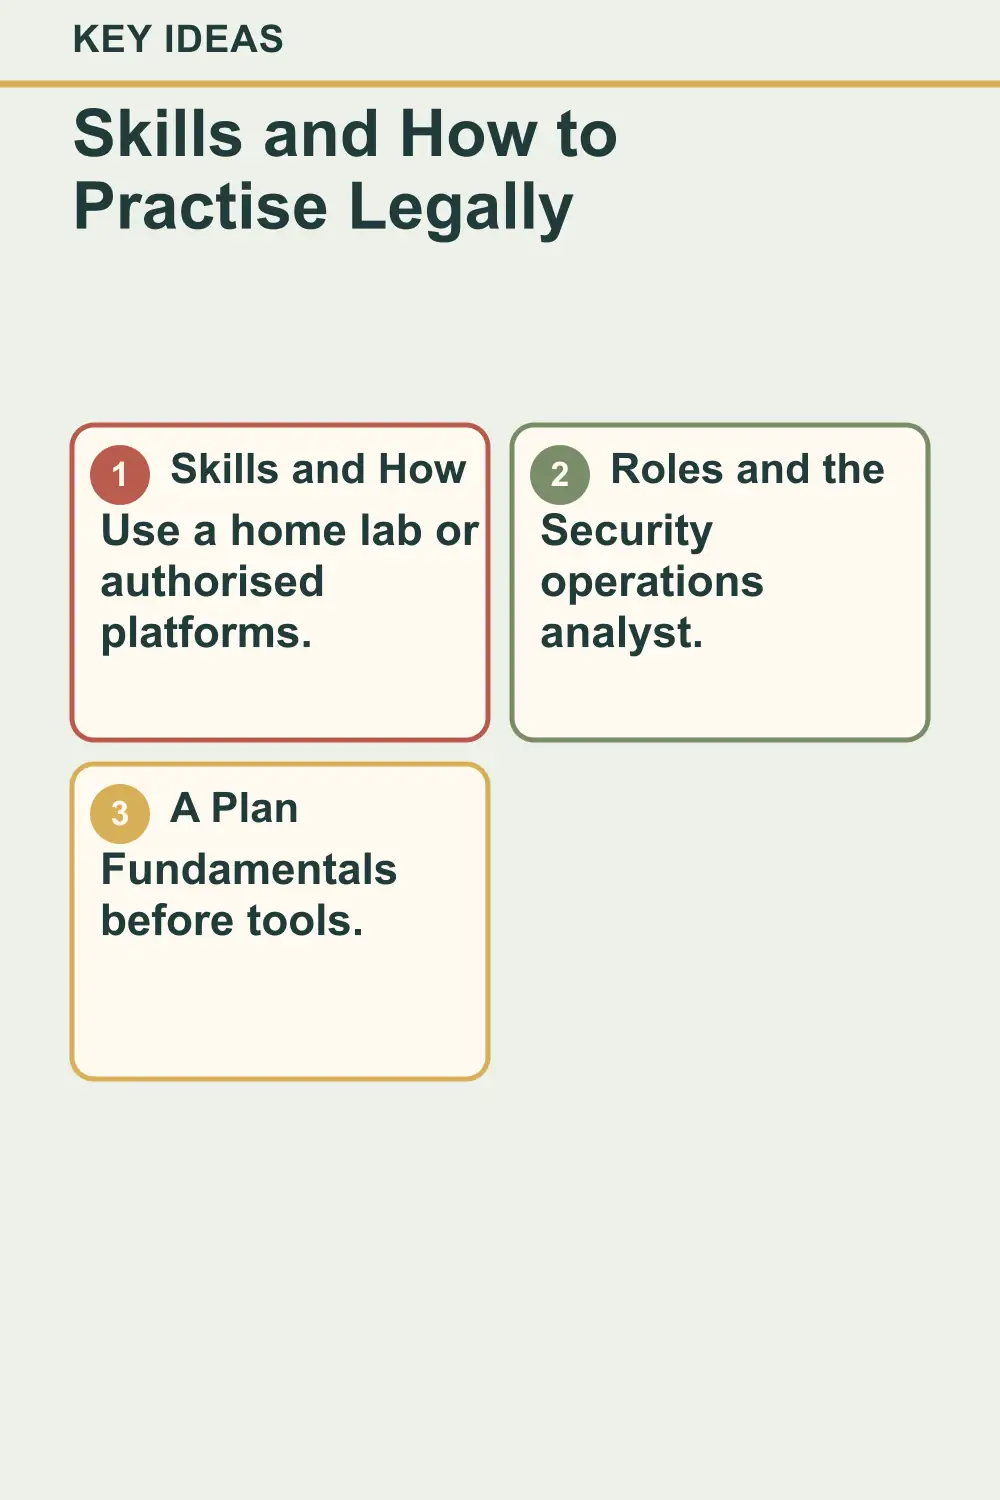 KEY IDEAS
Skills and How to
Practise Legally
1 Skills and How
Use a home lab or
authorised
platforms.
2 Roles and the
Security
operations
analyst.
3 A Plan
Fundamentals
before tools.